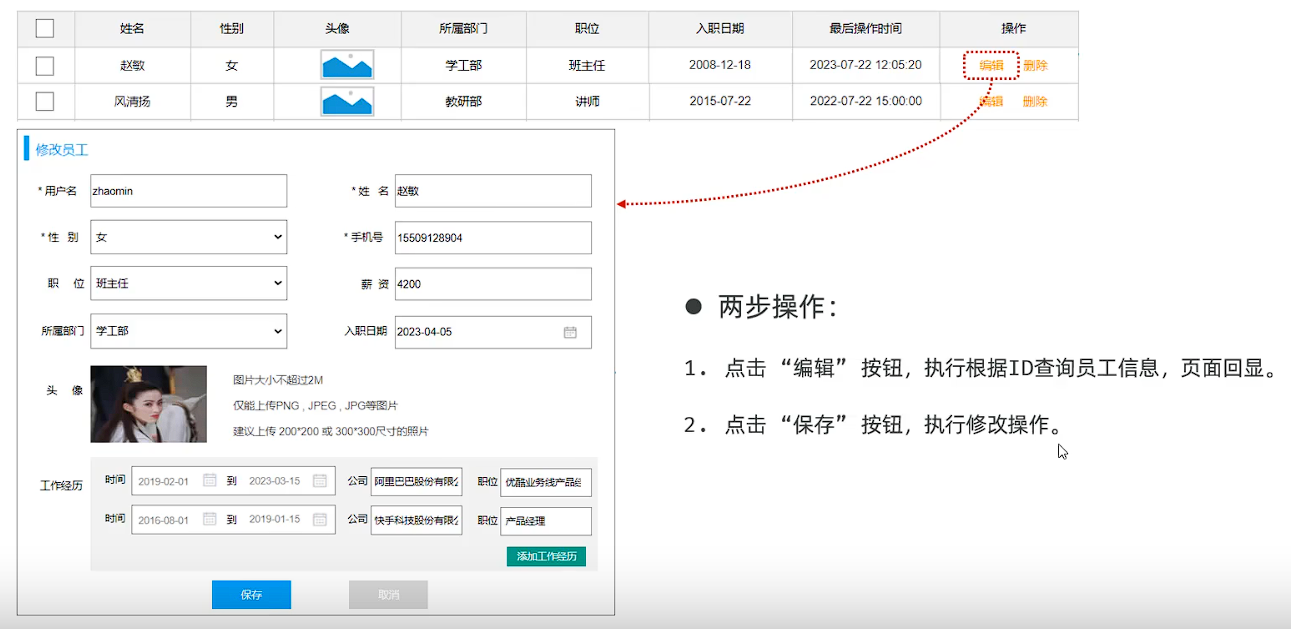 姓名 性别 头像 所属部门 职位 入职日期 最后操作时间 操作
赵敏 女 学工部 班主任 2008-12-18 2023-07-22 12:05:20 编辑 删除
风清扬 男 教研部 讲师 2015-07-22 2022-07-22 15:00:00 编辑 删除
修改员工
* 用户名 zhaomin * 姓 名 赵敏
* 性 别 女 * 手机号 15509128904
职 位 班主任 薪 资 4200
所属部门 学工部 入职日期 2023-04-05
头 像
图片大小不超过2M
仅能上传PNG , JPEG , JPG等图片
建议上传 200*200 或 300*300尺寸的照片
工作经历
时间 2019-02-01 到 2023-03-15 公司 阿里巴巴股份有限 职位 优酷业务线产品
时间 2016-08-01 到 2019-01-15 公司 快手科技股份有限 职位 产品经理
添加工作经历
保存 取消
● 两步操作：
1. 点击 “编辑” 按钮，执行根据ID查询员工信息，页面回显。
2. 点击 “保存” 按钮，执行修改操作。